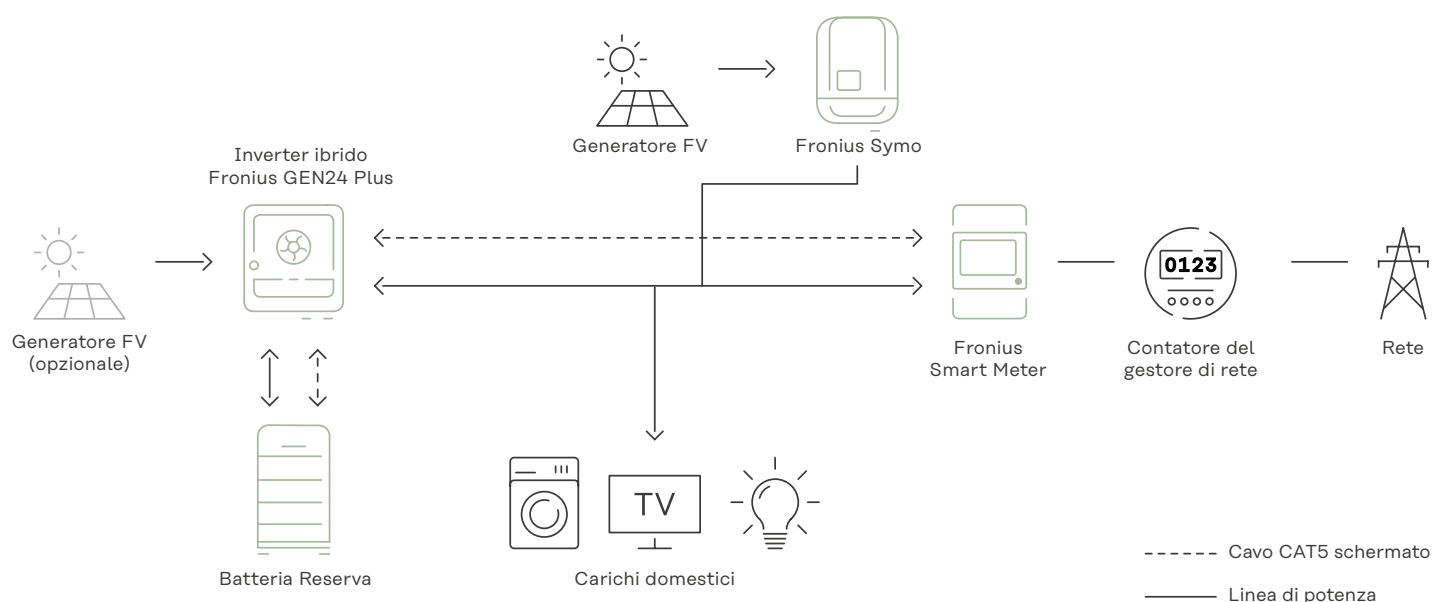 Generatore FV
Fronius Symo
Inverter ibrido
Fronius GEN24 Plus
0123
Generatore FV
(opzionale)
Fronius
Smart Meter
Contatore del
gestore di rete
Rete
TV
Batteria Reserva
Carichi domestici
Cavo CAT5 schermato
Linea di potenza